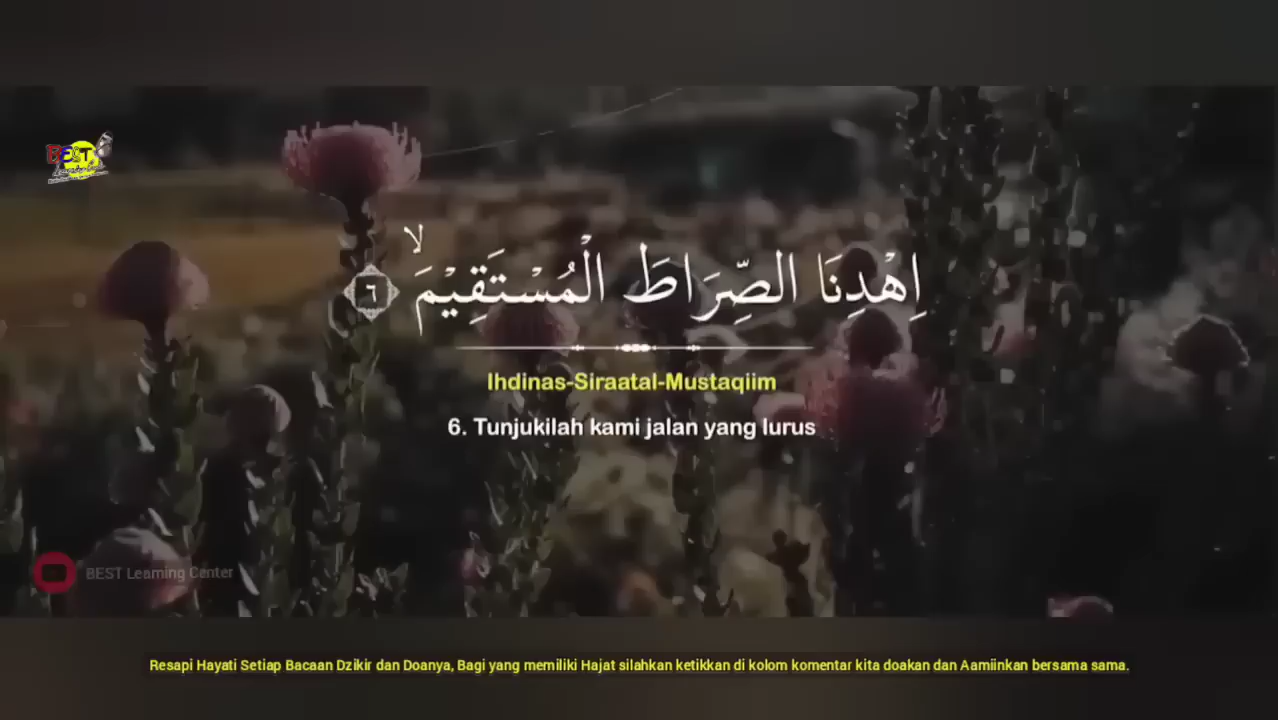 BEST
اِهْدِنَا الصِّرَاطَ الْمُسْتَقِيْمَ ۙ ٦
Ihdinas-Siraatal-Mustaqiim
6. Tunjukilah kami jalan yang lurus
BEST Learning Center
Resapi Hayati Setiap Bacaan Dzikir dan Doanya, Bagi yang memiliki Hajat silahkan ketikkan di kolom komentar kita doakan dan Aamiinkan bersama sama.